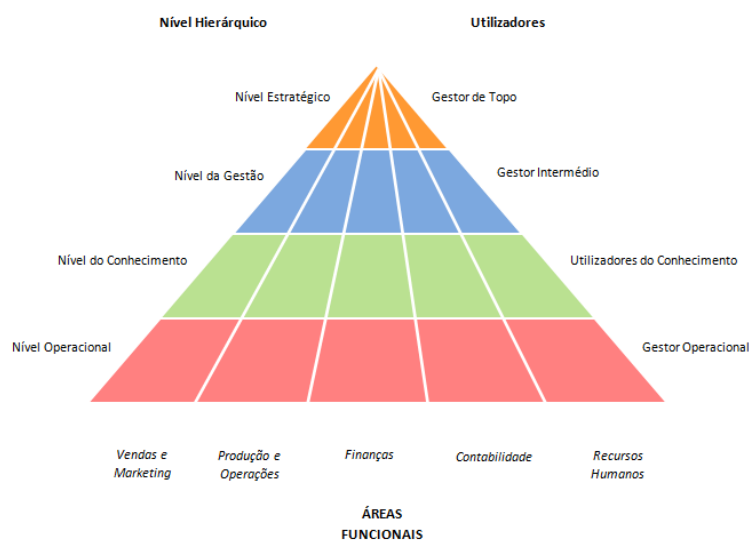 Nível Hierárquico
Utilizadores
Nível Estratégico
Gestor de Topo
Nível da Gestão
Gestor Intermédio
Nível do Conhecimento
Utilizadores do Conhecimento
Nível Operacional
Gestor Operacional
Vendas e
Marketing
Produção e
Operações
Finanças
Contabilidade
Recursos
Humanos
ÁREAS
FUNCIONAIS